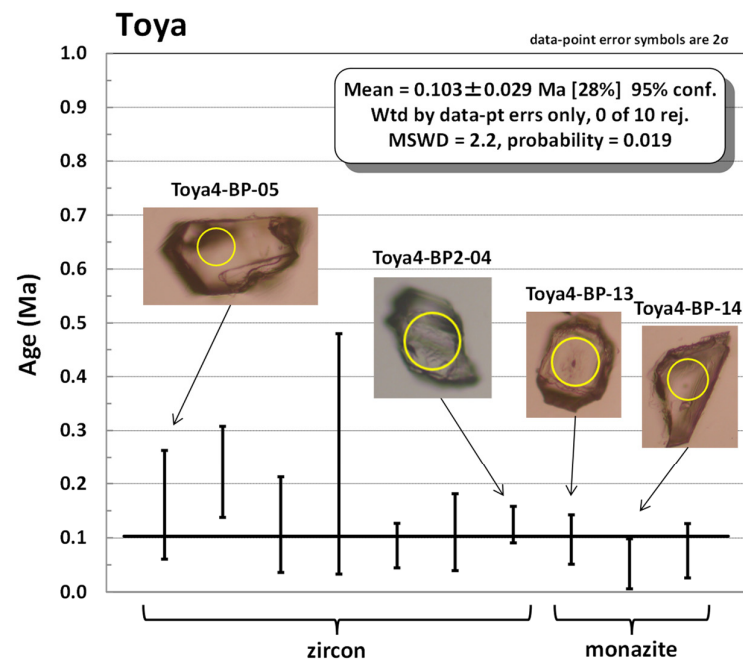 Toya
data-point error symbols are 2σ
Mean = 0.103±0.029 Ma [28%] 95% conf.
Wtd by data-pt errs only, 0 of 10 rej.
MSWD = 2.2, probability = 0.019
Age (Ma)
1.0
0.9
0.8
0.7
0.6
0.5
0.4
0.3
0.2
0.1
0.0
Toya4-BP-05
Toya4-BP2-04
Toya4-BP-13
Toya4-BP-14
zircon
monazite